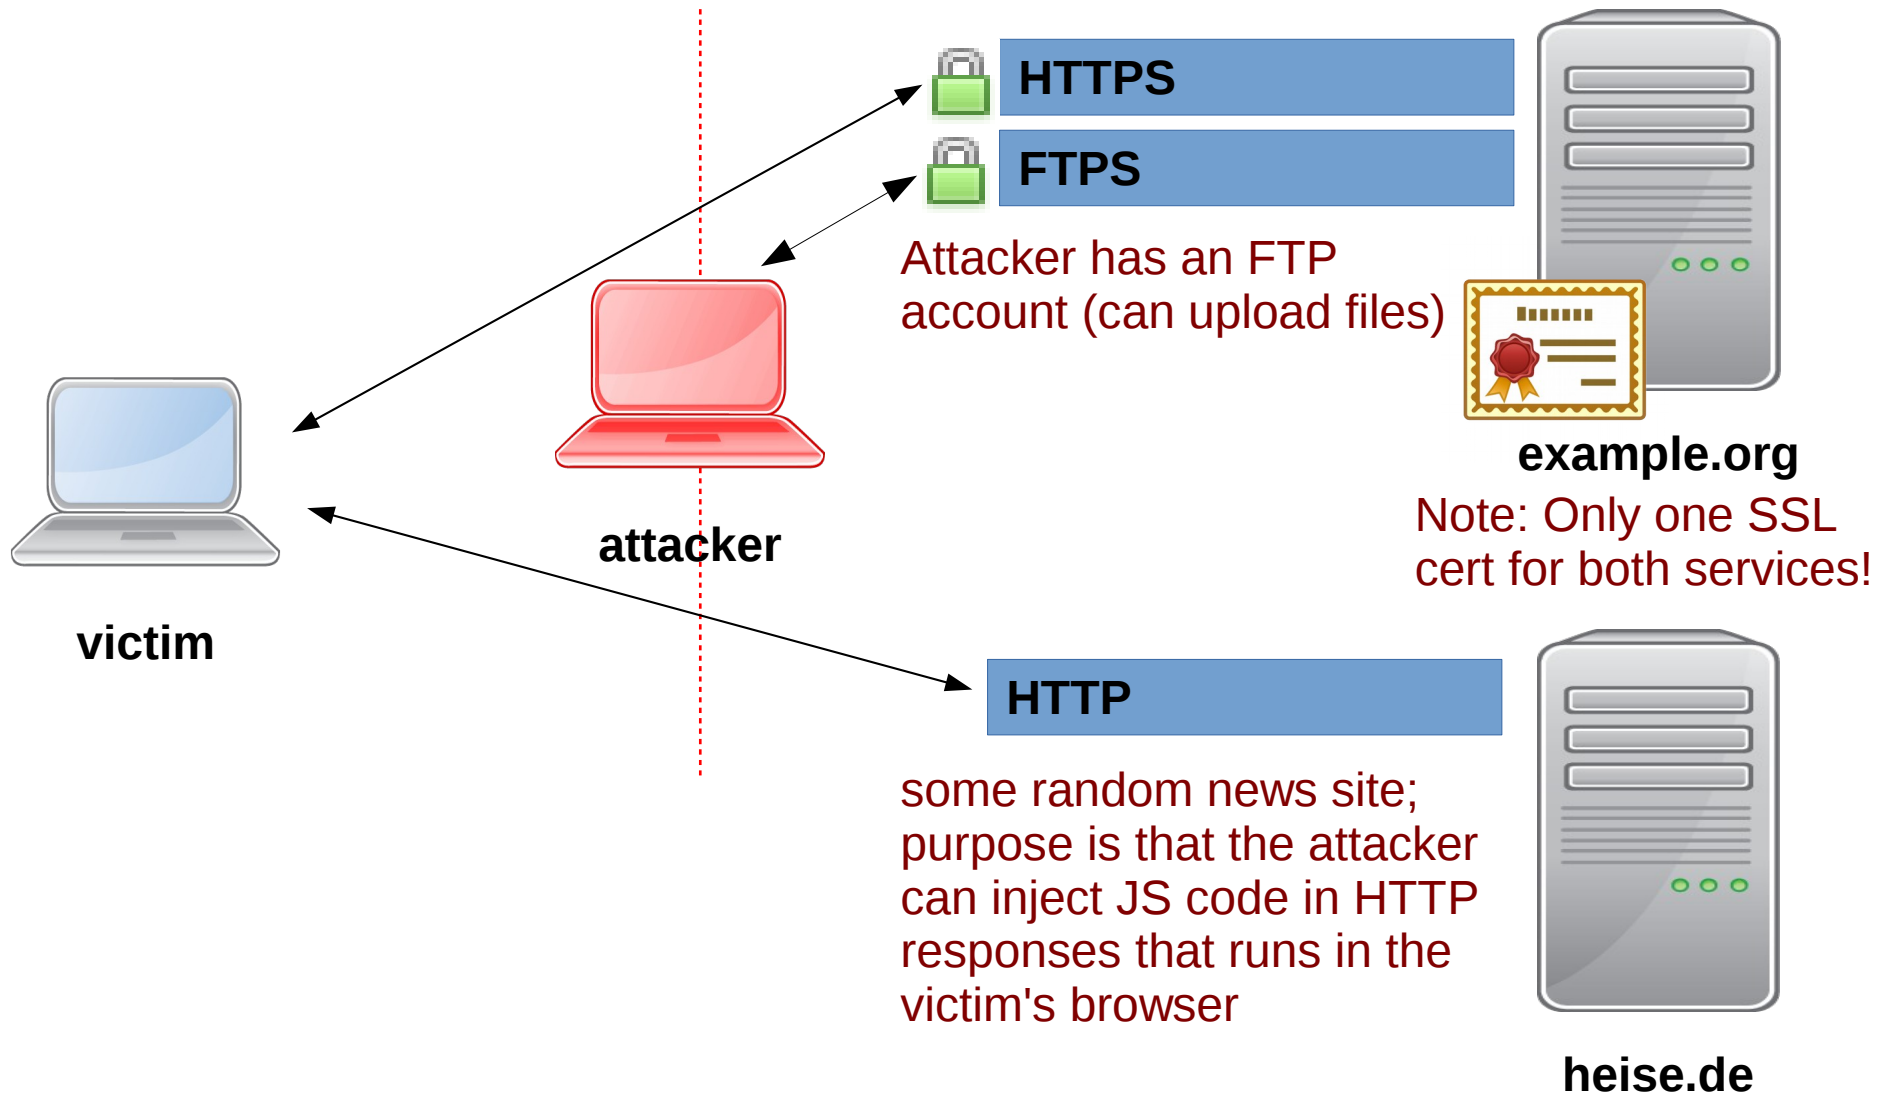 HTTPS
FTPS
Attacker has an FTP
account (can upload files)
example.org
Note: Only one SSL
cert for both services!
attacker
victim
HTTP
some random news site;
purpose is that the attacker
can inject JS code in HTTP
responses that runs in the
victim's browser
heise.de